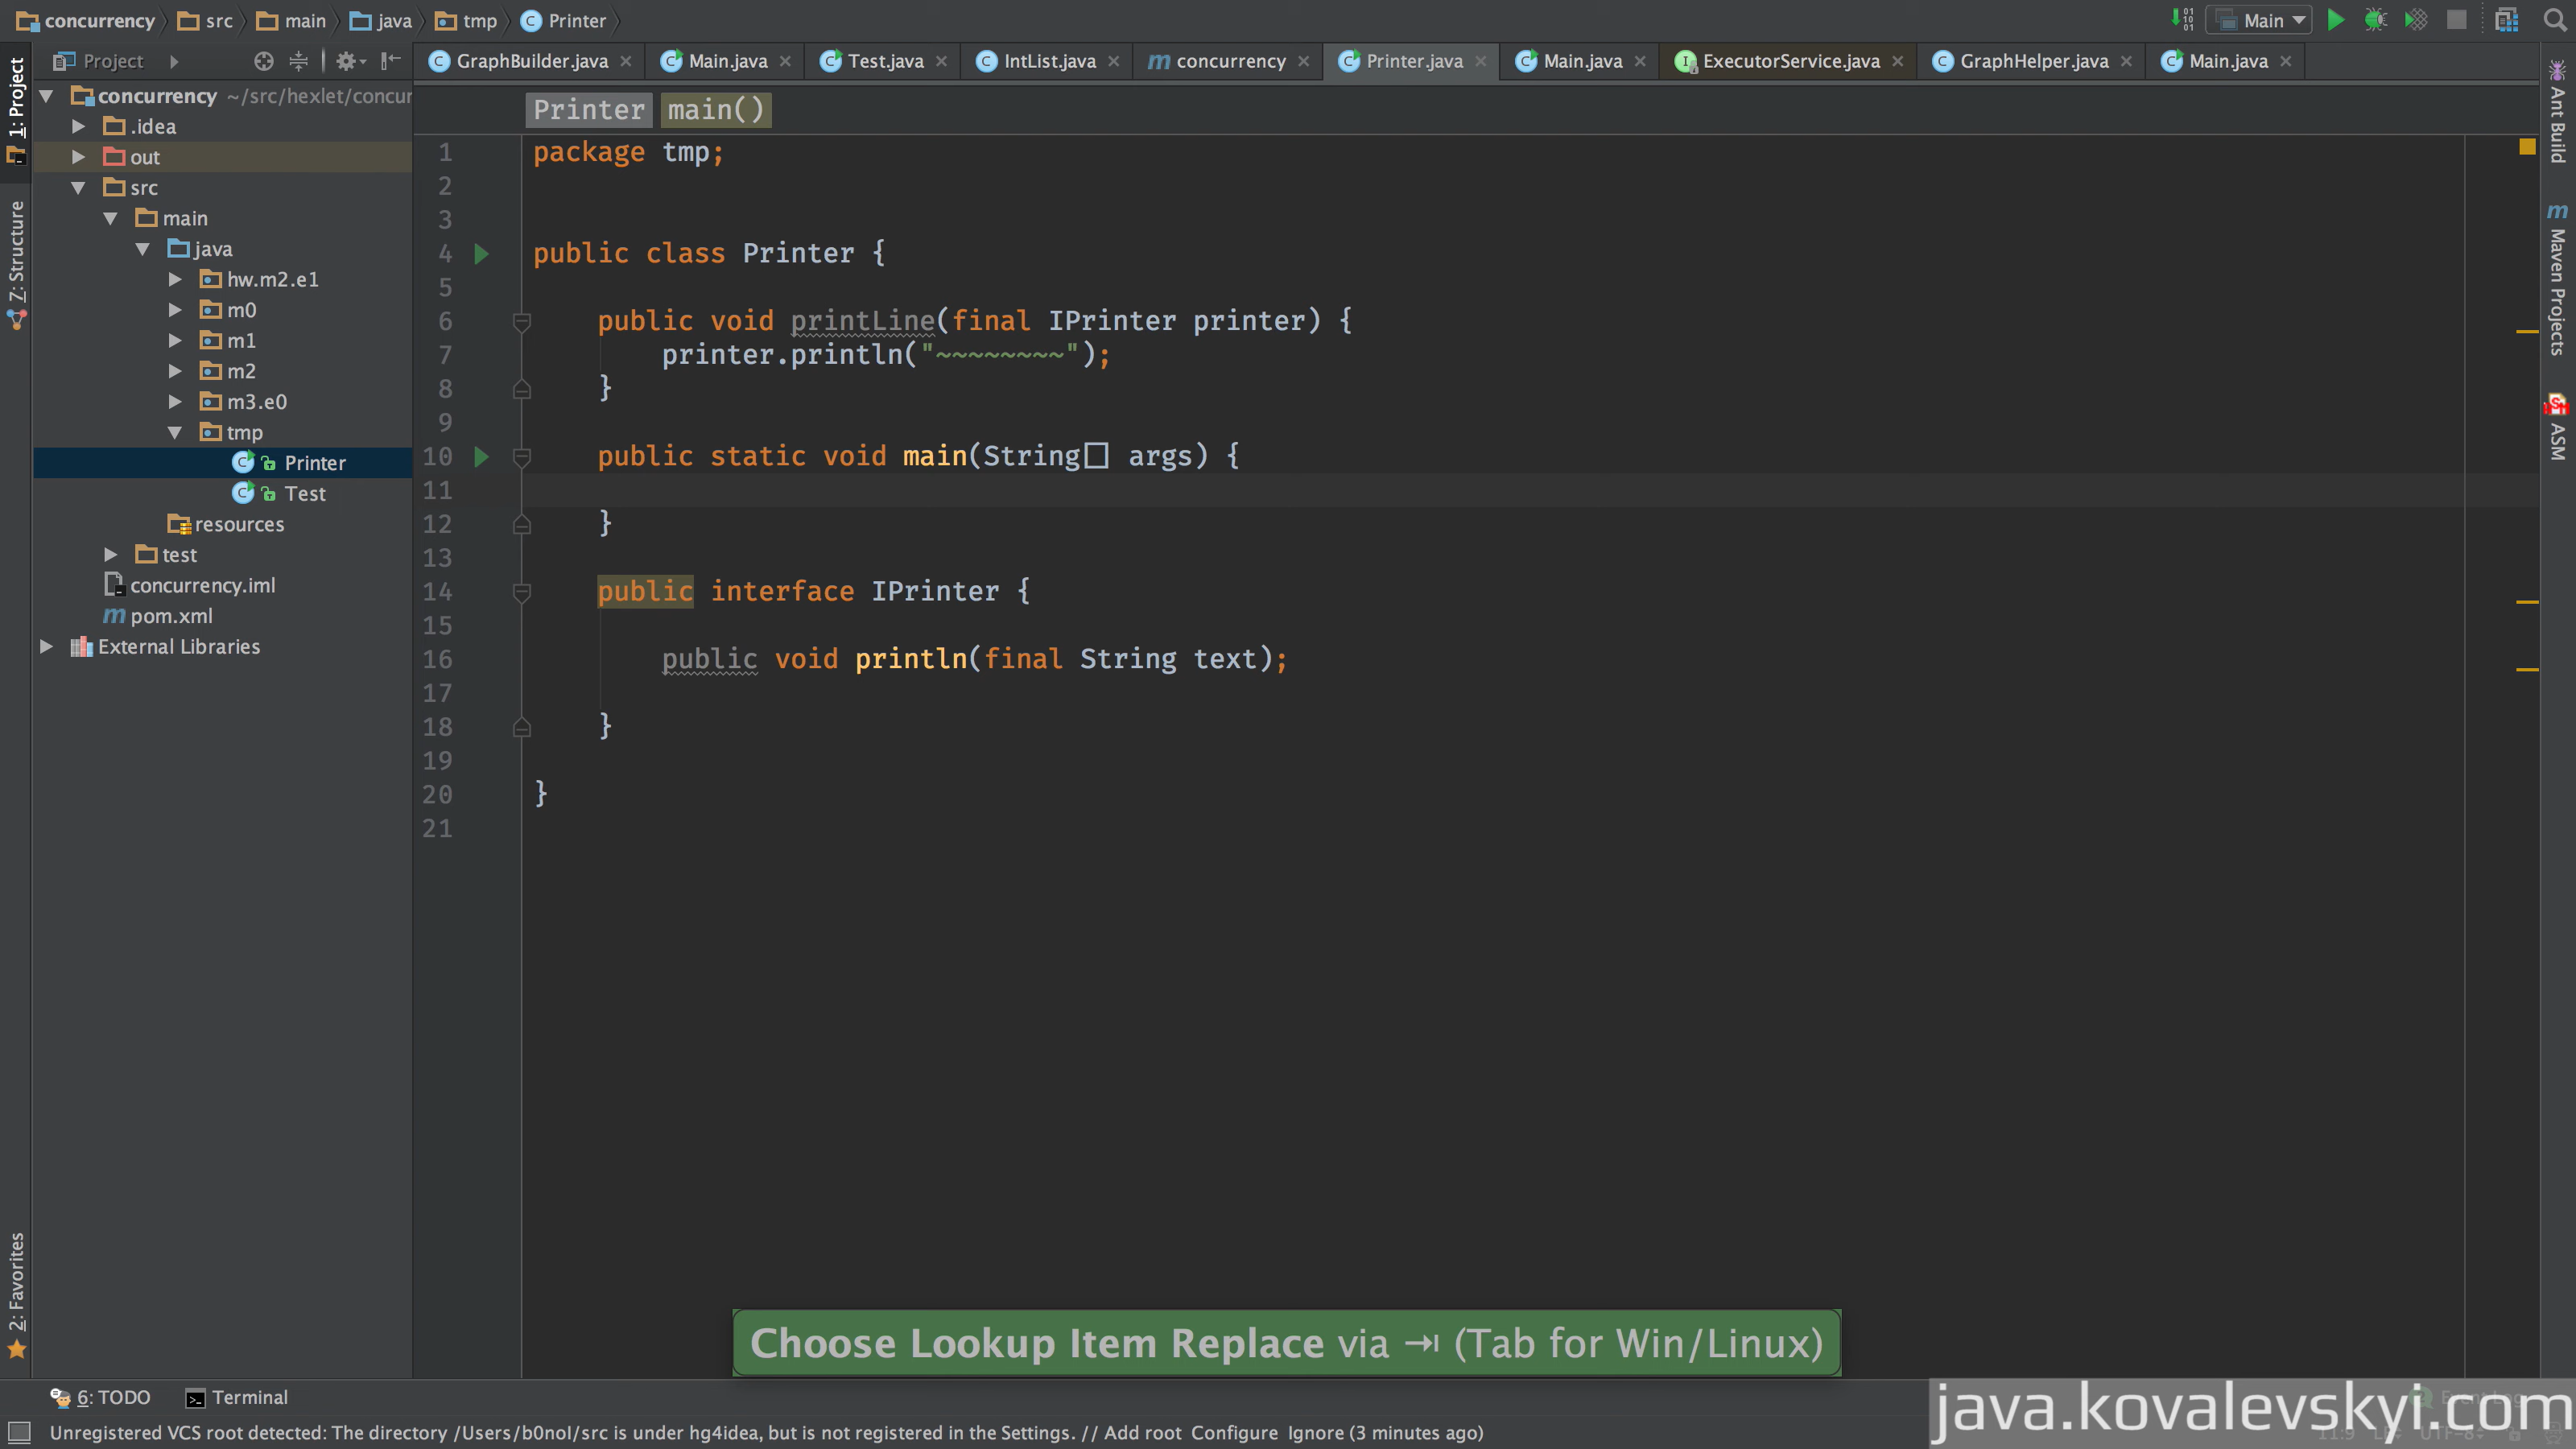 concurrency src main java tmp Printer
Main
Project
GraphBuilder.java Main.java Test.java IntList.java concurrency Printer.java Main.java ExecutorService.java GraphHelper.java Main.java
1: Project
Z: Structure
2: Favorites
Ant Build
Maven Projects
ASM
concurrency ~/src/hexlet/concur
.idea
out
src
main
java
hw.m2.e1
m0
m1
m2
m3.e0
tmp
Printer
Test
resources
test
concurrency.iml
pom.xml
External Libraries
Printer main()
1 package tmp;
2
3
4 public class Printer {
5
6 public void printLine(final IPrinter printer) {
7 printer.println("~~~~~~~~");
8 }
9
10 public static void main(String[] args) {
11
12 }
13
14 public interface IPrinter {
15
16 public void println(final String text);
17
18 }
19
20 }
21
Choose Lookup Item Replace via ⇥ (Tab for Win/Linux)
6: TODO Terminal
java.kovalevskyi.com
Unregistered VCS root detected: The directory /Users/b0noI/src is under hg4idea, but is not registered in the Settings. // Add root Configure Ignore (3 minutes ago)